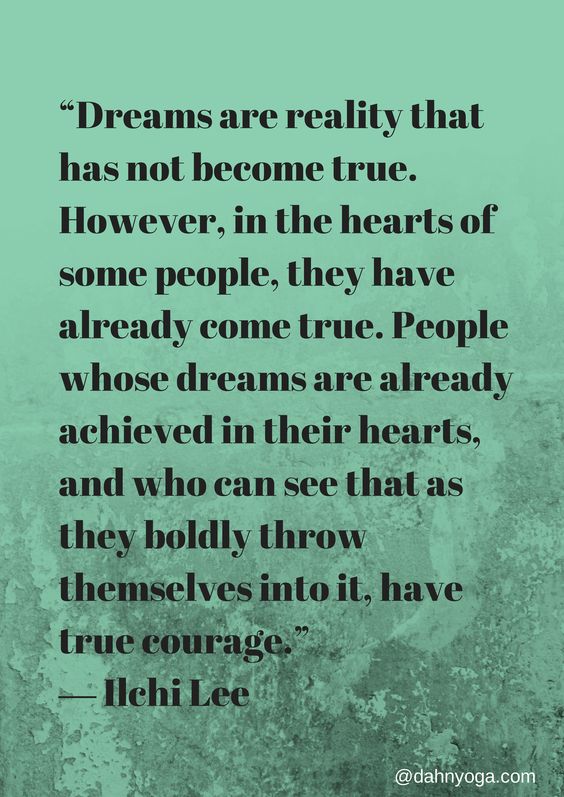 “Dreams are reality that
has not become true.
However, in the hearts of
some people, they have
already come true. People
whose dreams are already
achieved in their hearts,
and who can see that as
they boldly throw
themselves into it, have
true courage.”
— Ilchi Lee
@dahnyoga.com